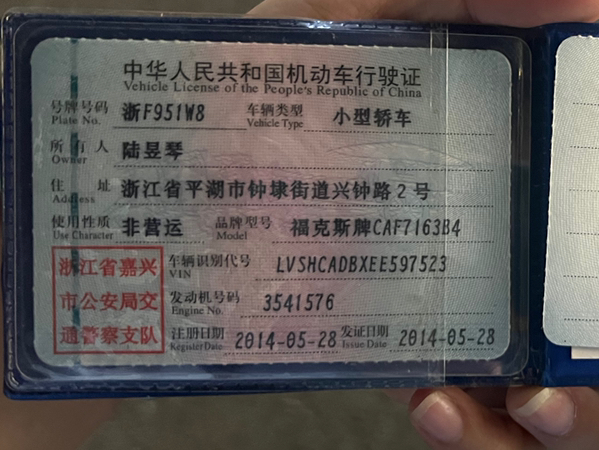 中华人民共和国机动车行驶证
Vehicle License of the People's Republic of China
号牌号码 浙F951W8 车辆类型 小型轿车
Plate No. Vehicle Type
所有人 陆昱琴
Owner
住址 浙江省平湖市钟埭街道兴钟路2号
Address
使用性质 非营运 品牌型号 福克斯牌CAF7163B4
Use Character Model
浙江省嘉兴 车辆识别代号 LVSHCADBXEE597523
VIN
市公安局交 发动机号码 3541576
Engine No.
通警察支队 注册日期 2014-05-28 发证日期 2014-05-28
Register Date Issue Date